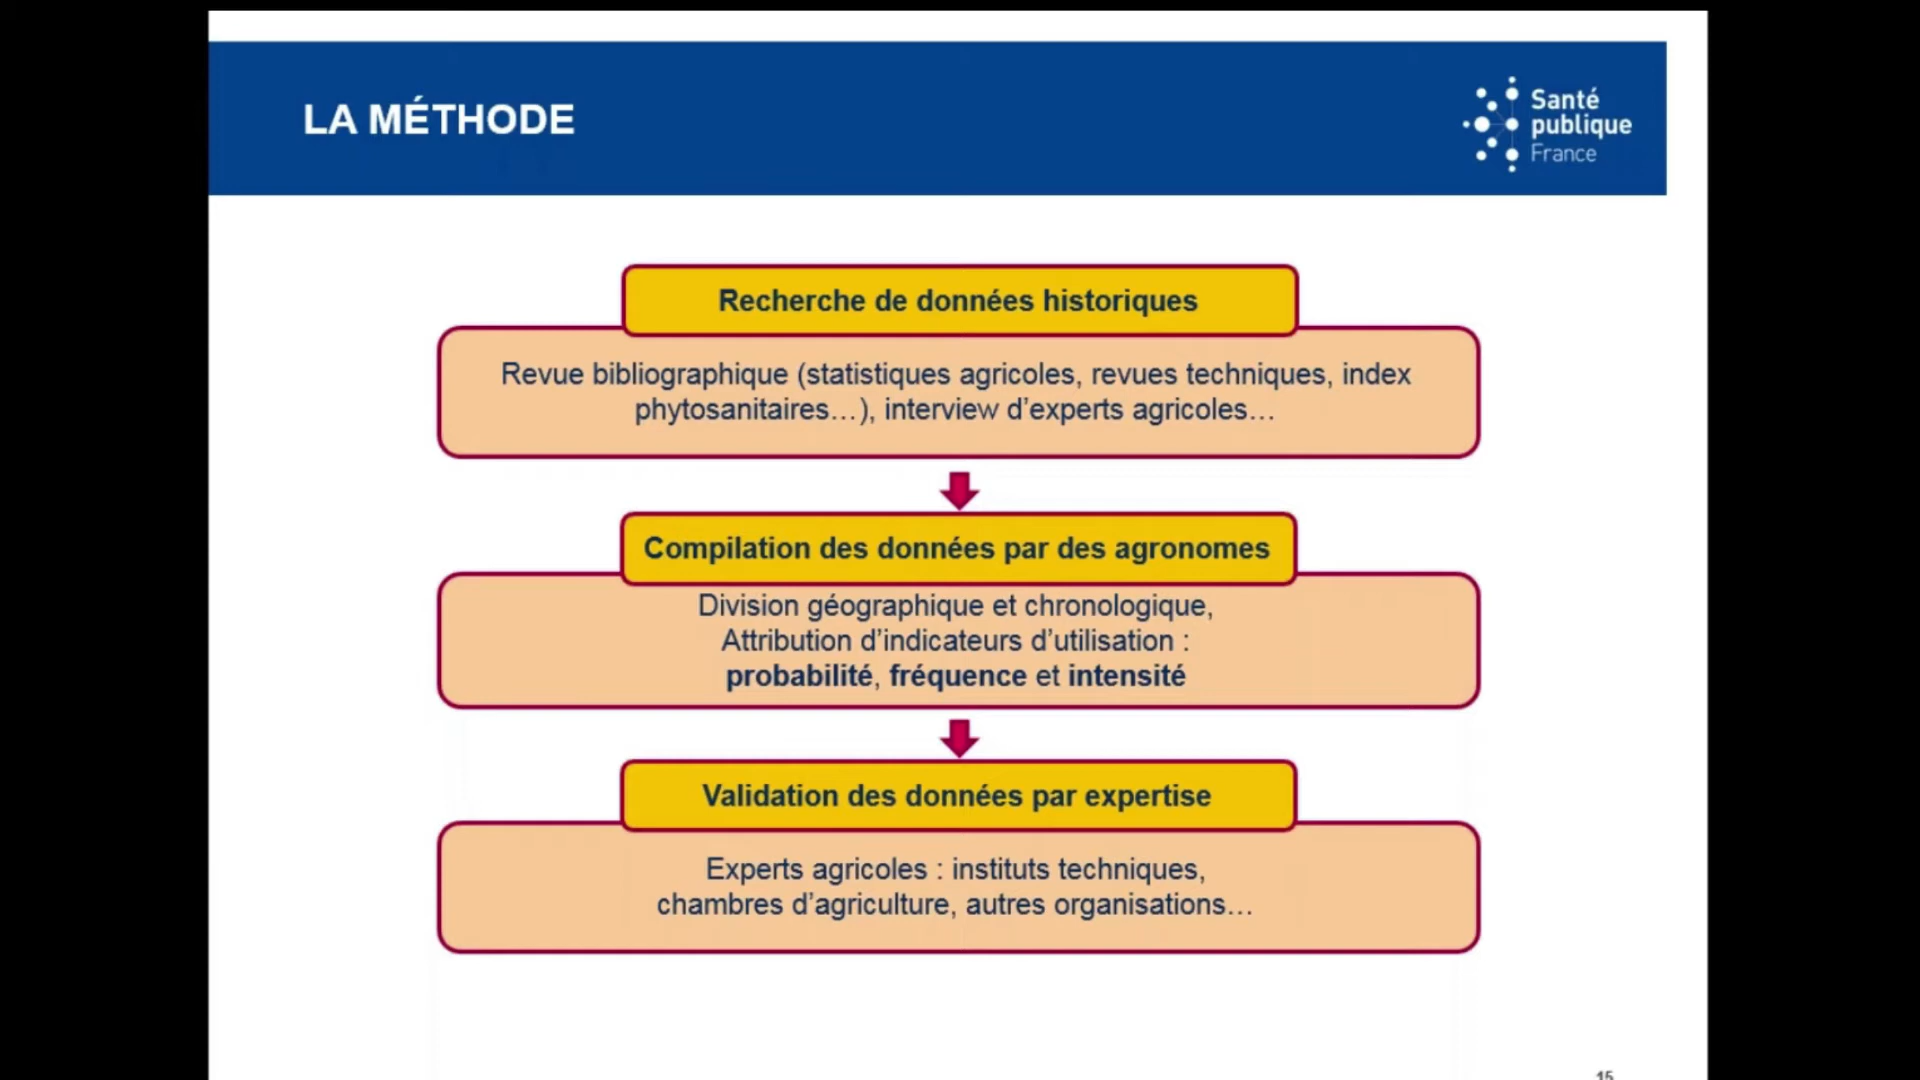 LA MÉTHODE
Santé
publique
France
Recherche de données historiques
Revue bibliographique (statistiques agricoles, revues techniques, index
phytosanitaires…), interview d’experts agricoles…
Compilation des données par des agronomes
Division géographique et chronologique,
Attribution d’indicateurs d’utilisation :
probabilité, fréquence et intensité
Validation des données par expertise
Experts agricoles : instituts techniques,
chambres d’agriculture, autres organisations…
15